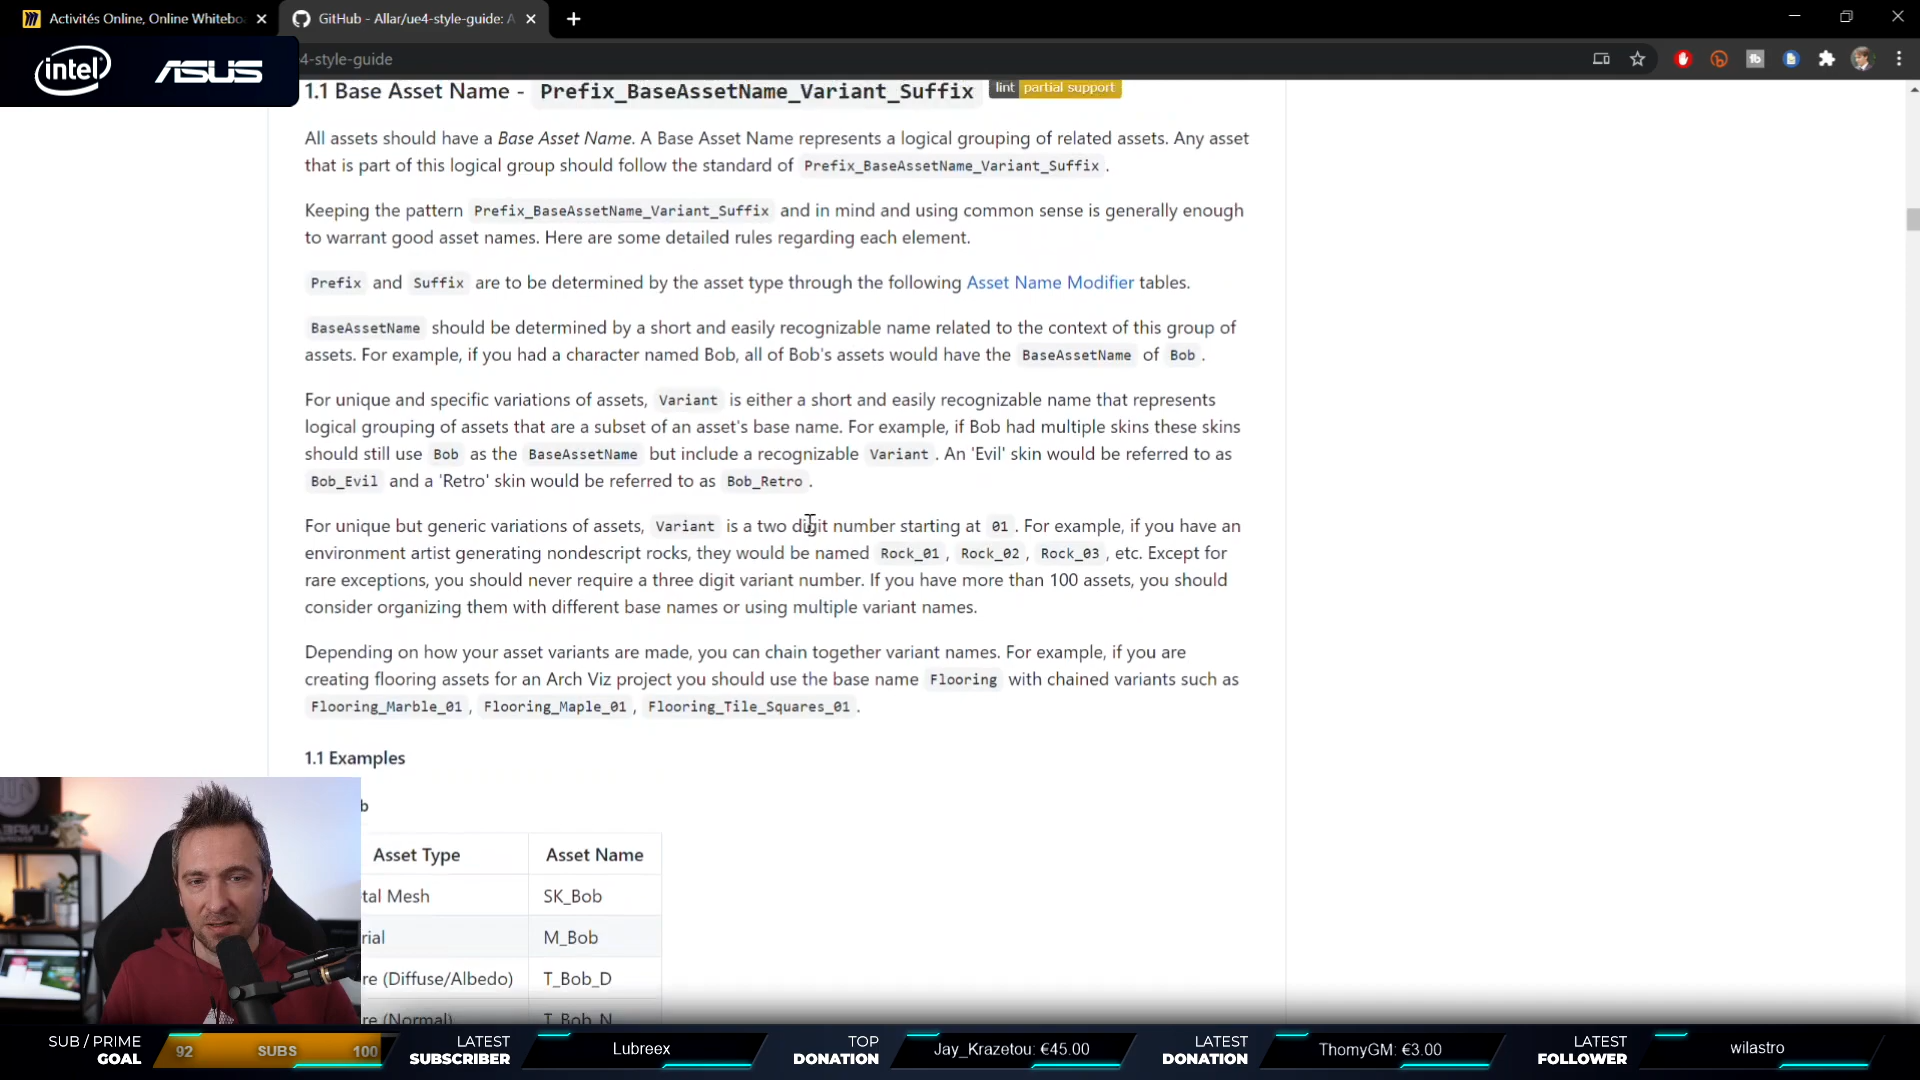 Activités Online, Online Whitebo
GitHub - Allar/ue4-style-guide: A
intel
ASUS
4-style-guide
1.1 Base Asset Name - Prefix_BaseAssetName_Variant_Suffix lint partial support
All assets should have a Base Asset Name. A Base Asset Name represents a logical grouping of related assets. Any asset
that is part of this logical group should follow the standard of Prefix_BaseAssetName_Variant_Suffix .
Keeping the pattern Prefix_BaseAssetName_Variant_Suffix and in mind and using common sense is generally enough
to warrant good asset names. Here are some detailed rules regarding each element.
Prefix and Suffix are to be determined by the asset type through the following Asset Name Modifier tables.
BaseAssetName should be determined by a short and easily recognizable name related to the context of this group of
assets. For example, if you had a character named Bob, all of Bob's assets would have the BaseAssetName of Bob .
For unique and specific variations of assets, Variant is either a short and easily recognizable name that represents
logical grouping of assets that are a subset of an asset's base name. For example, if Bob had multiple skins these skins
should still use Bob as the BaseAssetName but include a recognizable Variant . An 'Evil' skin would be referred to as
Bob_Evil and a 'Retro' skin would be referred to as Bob_Retro .
For unique but generic variations of assets, Variant is a two digit number starting at 01 . For example, if you have an
environment artist generating nondescript rocks, they would be named Rock_01 , Rock_02 , Rock_03 , etc. Except for
rare exceptions, you should never require a three digit variant number. If you have more than 100 assets, you should
consider organizing them with different base names or using multiple variant names.
Depending on how your asset variants are made, you can chain together variant names. For example, if you are
creating flooring assets for an Arch Viz project you should use the base name Flooring with chained variants such as
Flooring_Marble_01 , Flooring_Maple_01 , Flooring_Tile_Squares_01 .
1.1 Examples
b
Asset Type Asset Name
tal Mesh SK_Bob
rial M_Bob
re (Diffuse/Albedo) T_Bob_D
re (Normal) T_Bob_N
SUB / PRIME
GOAL
92 SUBS 100
LATEST
SUBSCRIBER
Lubreex
TOP
DONATION
Jay_Krazetou: €45.00
LATEST
DONATION
ThomyGM: €3.00
LATEST
FOLLOWER
wilastro